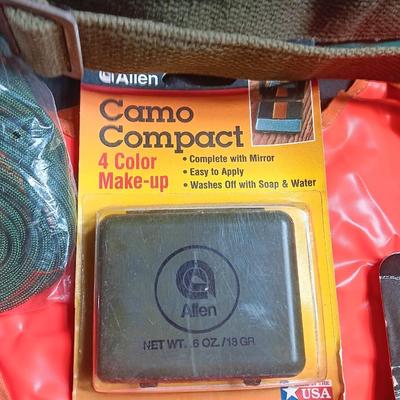 Allen
Camo
Compact
4 Color
Make-up
• Complete with Mirror
• Easy to Apply
• Washes Off with Soap & Water
Allen
NET WT. .6 OZ./18 GR.
USA